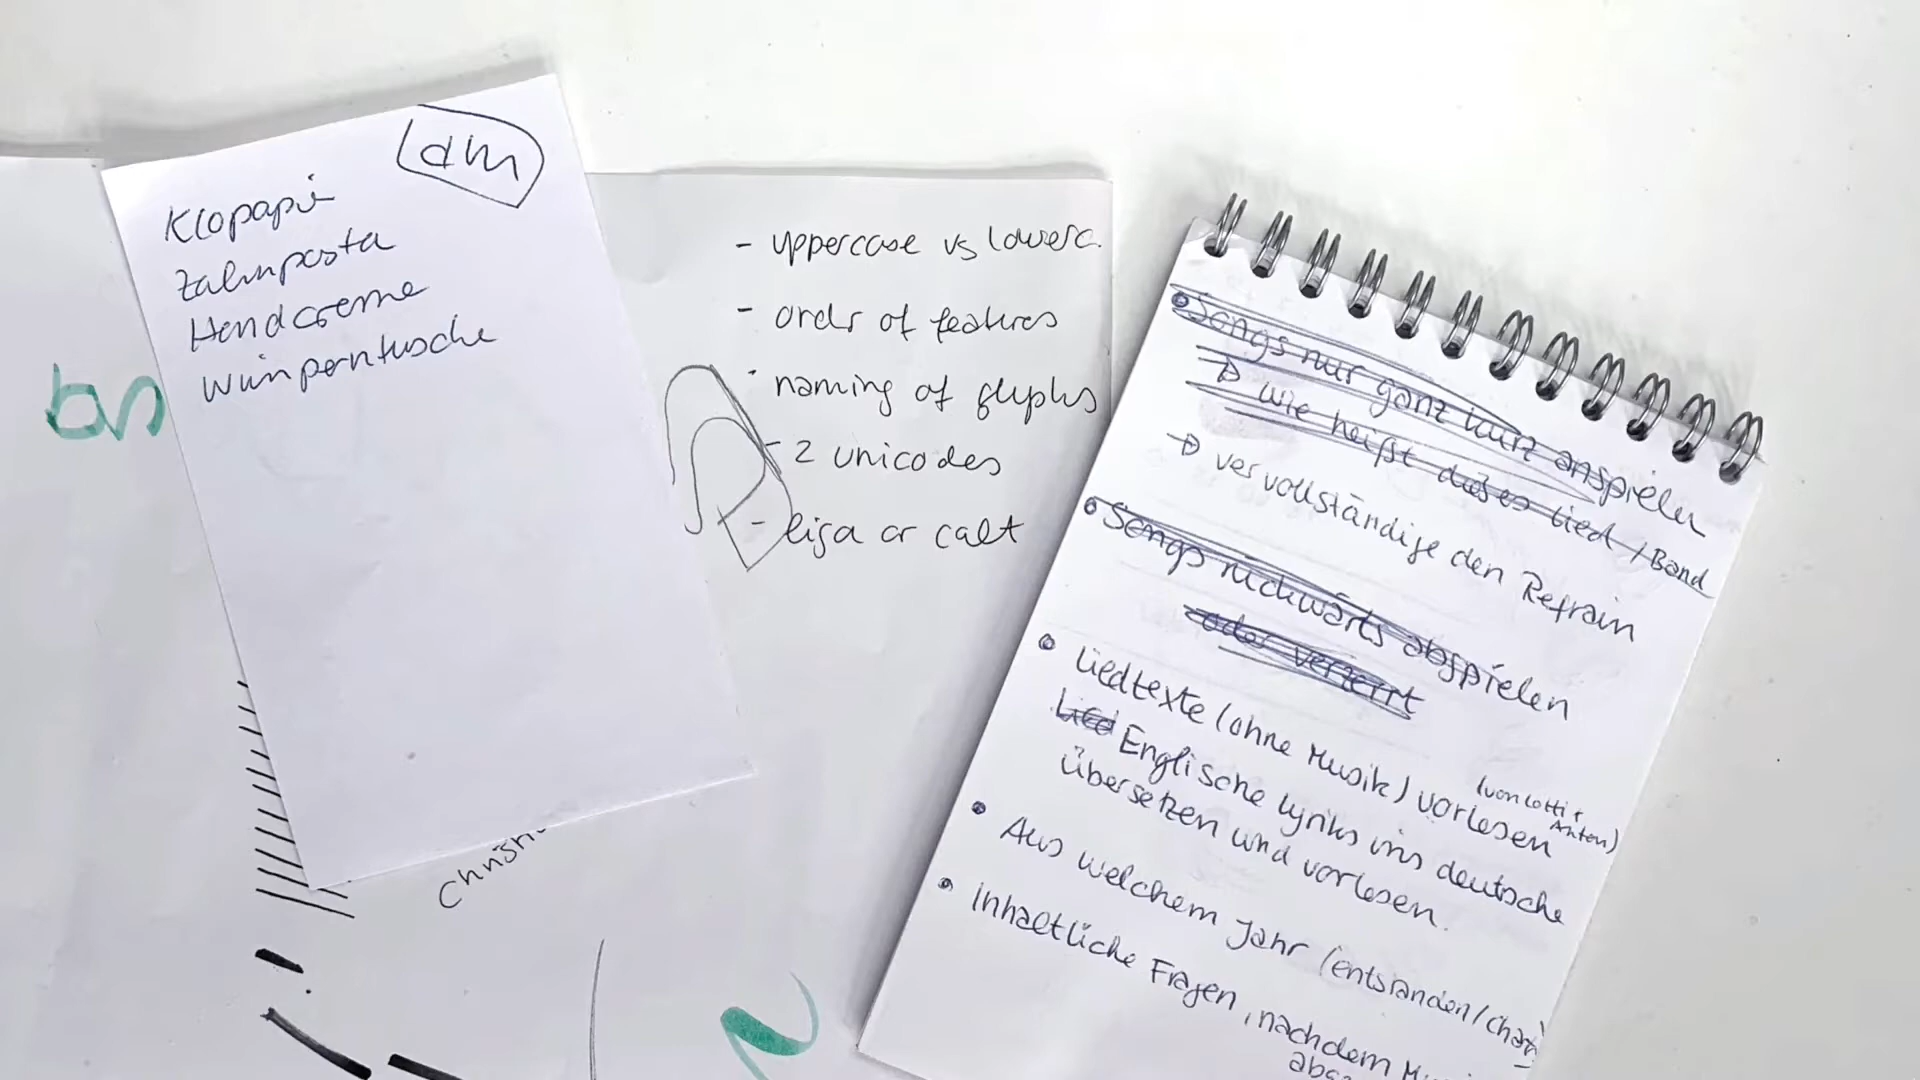 dm
Klopapi
Zahnpasta
Handcreme
Wimperntusche
- uppercase vs lowerc.
- order of features
- naming of glyphs
- 2 unicodes
- liga or calt
• Songs nur ganz kurz anspielen
wie heißt dieses Lied / Band
vervollständige den Refrain
• Songs rückwärts abspielen
oder verzerrt
• Liedtexte (ohne Musik) vorlesen
(von Lotti + Anton)
Lied Englische Lyriks ins deutsche
übersetzen und vorlesen.
• Aus welchem Jahr (entstanden/Char
• Inhaltliche Fragen, nachdem